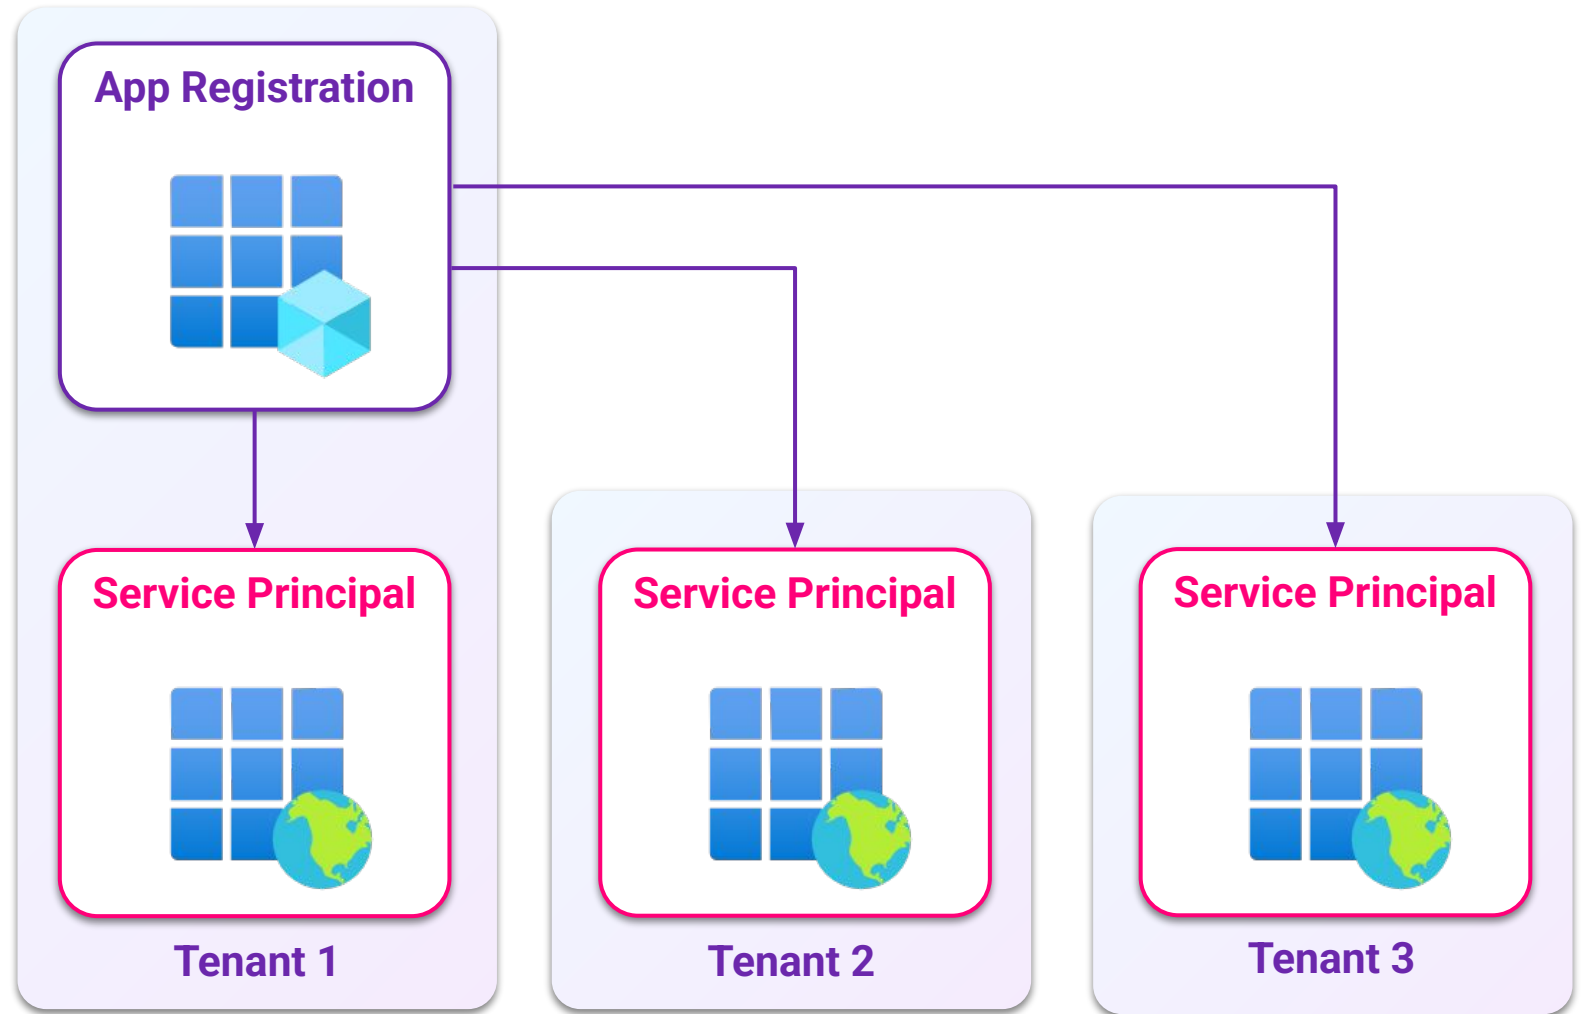 App Registration
Service Principal
Service Principal
Service Principal
Tenant 1
Tenant 2
Tenant 3